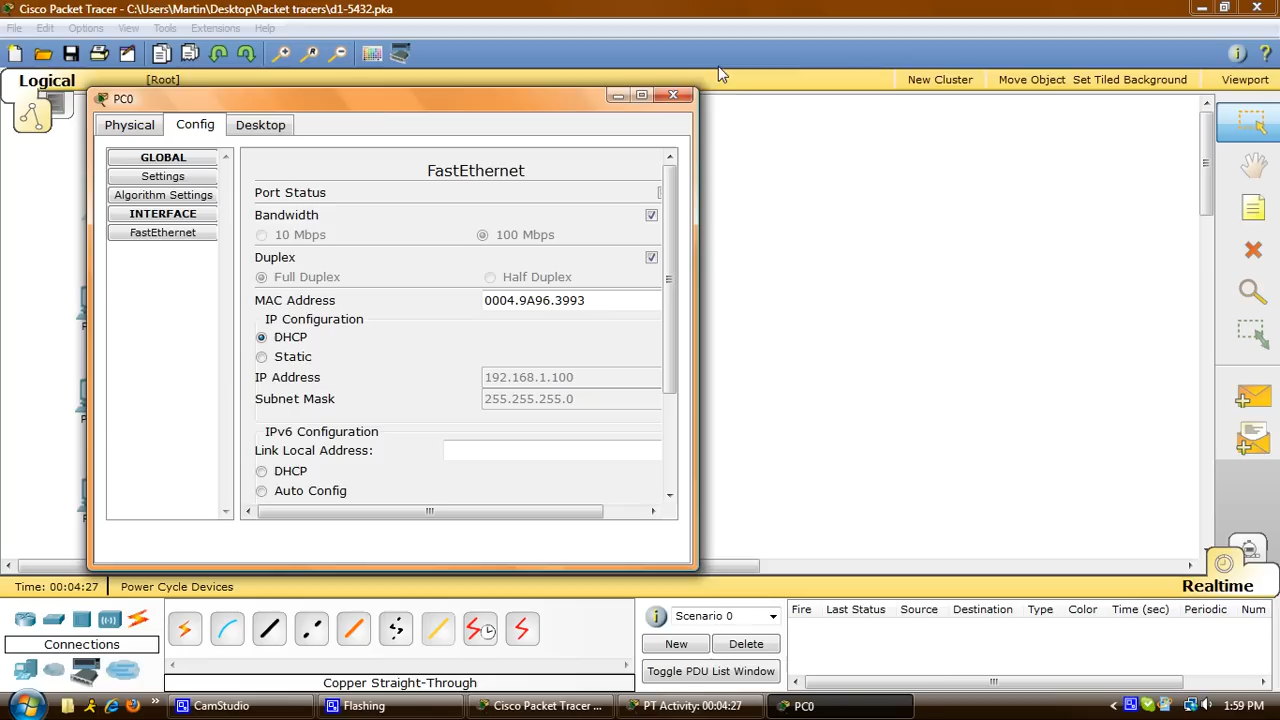 Cisco Packet Tracer - C:\Users\Martin\Desktop\Packet tracers\d1-5432.pka
File Edit Options View Tools Extensions Help
Logical [Root] New Cluster Move Object Set Tiled Background Viewport
PC0
Physical Config Desktop
GLOBAL
Settings
Algorithm Settings
INTERFACE
FastEthernet
FastEthernet
Port Status
Bandwidth
10 Mbps 100 Mbps
Duplex
Full Duplex Half Duplex
MAC Address 0004.9A96.3993
IP Configuration
DHCP
Static
IP Address 192.168.1.100
Subnet Mask 255.255.255.0
IPv6 Configuration
Link Local Address:
DHCP
Auto Config
Time: 00:04:27 Power Cycle Devices Realtime
Connections
Copper Straight-Through
Scenario 0
New Delete
Toggle PDU List Window
Fire Last Status Source Destination Type Color Time (sec) Periodic Num
CamStudio Flashing Cisco Packet Tracer ... PT Activity: 00:04:27 PC0 1:59 PM